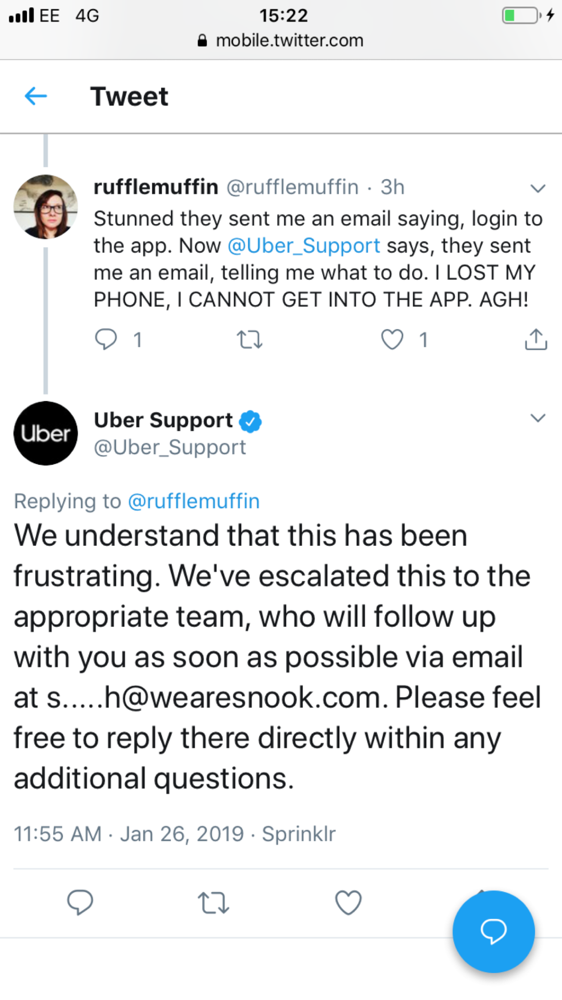 EE 4G 15:22
mobile.twitter.com
Tweet
rufflemuffin @rufflemuffin · 3h
Stunned they sent me an email saying, login to
the app. Now @Uber_Support says, they sent
me an email, telling me what to do. I LOST MY
PHONE, I CANNOT GET INTO THE APP. AGH!
1 1
Uber
Uber Support
@Uber_Support
Replying to @rufflemuffin
We understand that this has been
frustrating. We've escalated this to the
appropriate team, who will follow up
with you as soon as possible via email
at s.....h@wearesnook.com. Please feel
free to reply there directly within any
additional questions.
11:55 AM · Jan 26, 2019 · Sprinklr